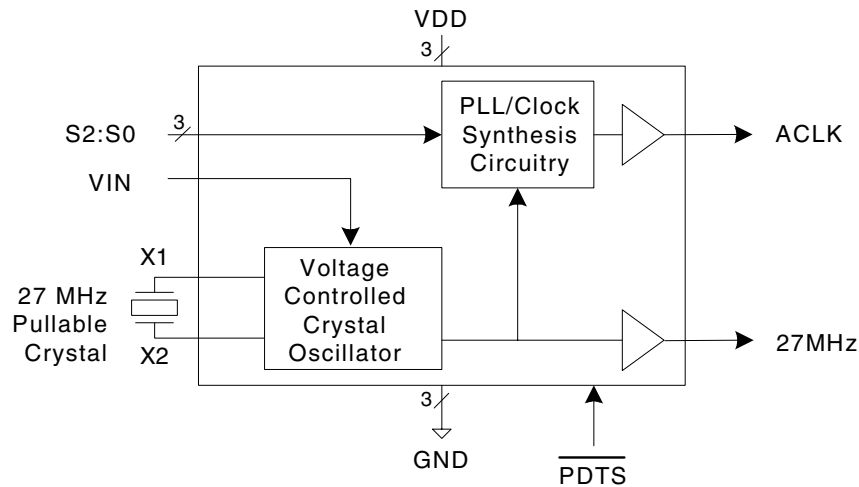 VDD
3
PLL/Clock
Synthesis
Circuitry
S2:S0
3
ACLK
VIN
X1
27 MHz
Pullable
Crystal
X2
Voltage
Controlled
Crystal
Oscillator
27MHz
3
GND
PDTS